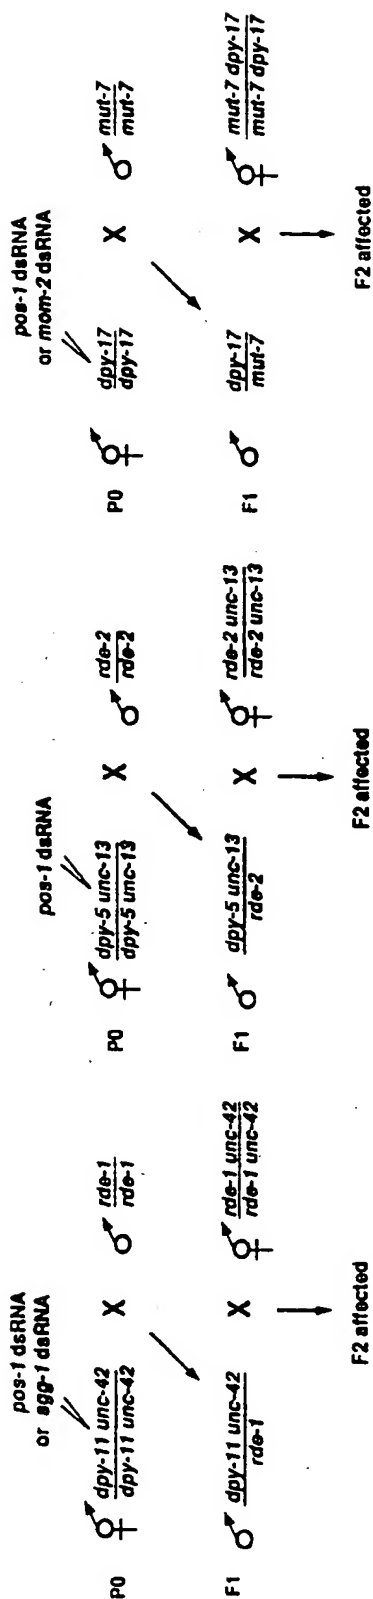 pos-1 dsRNA
or sgg-1 dsRNA
P0 dpy-11 unc-42 X rde-1
dpy-11 unc-42 rde-1
F1 dpy-11 unc-42 X rde-1 unc-42
rde-1 rde-1 unc-42
F2 affected
pos-1 dsRNA
P0 dpy-5 unc-13 X rde-2
dpy-5 unc-13 rde-2
F1 dpy-5 unc-13 X rde-2 unc-13
rde-2 rde-2 unc-13
F2 affected
pos-1 dsRNA
or mom-2 dsRNA
P0 dpy-17 X mut-7
dpy-17 mut-7
F1 dpy-17 X mut-7 dpy-17
mut-7 mut-7 dpy-17
F2 affected